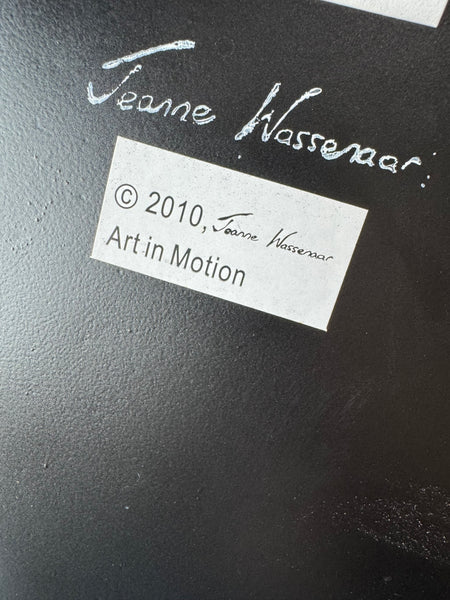 Jeanne Wassenaar.
© 2010, Jeanne Wassenaar
Art in Motion